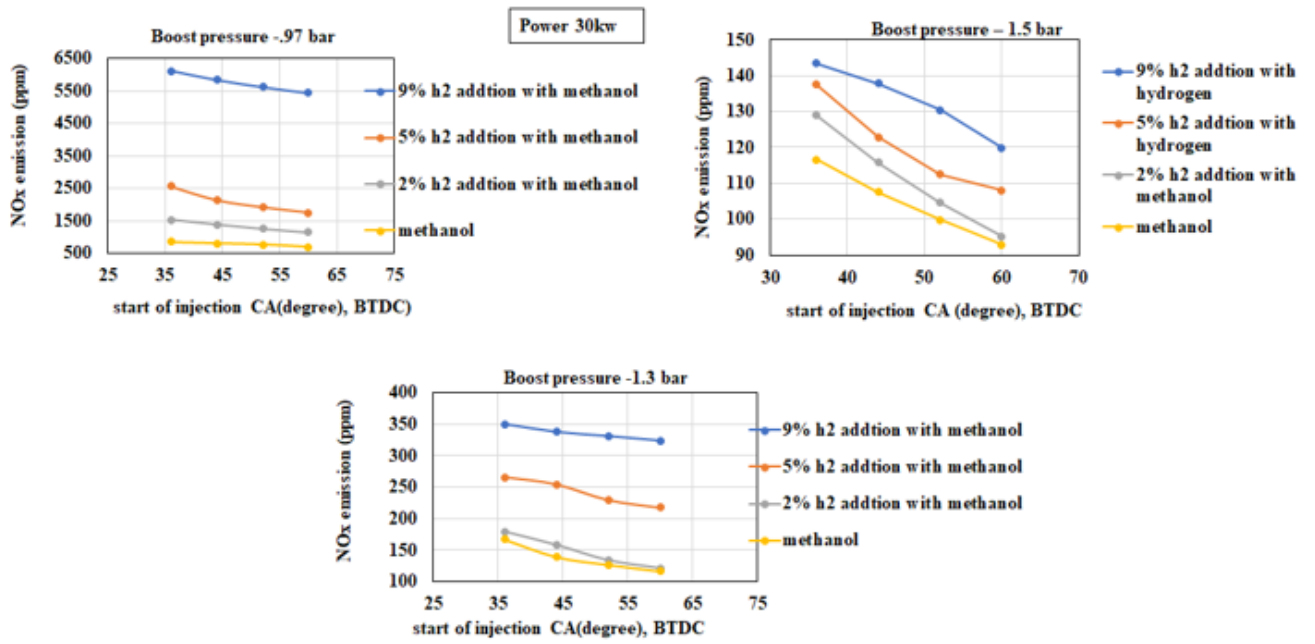 Power 30kw
Boost pressure -.97 bar
NOx emission (ppm)
6500
5500
4500
3500
2500
1500
500
25
35
45
55
65
75
start of injection CA(degree), BTDC)
9% h2 addtion with methanol
5% h2 addtion with methanol
2% h2 addtion with methanol
methanol
Boost pressure – 1.5 bar
NOx emission (ppm)
150
140
130
120
110
100
90
30
40
50
60
70
start of injection CA (degree), BTDC
9% h2 addtion with
hydrogen
5% h2 addtion with
hydrogen
2% h2 addtion with
methanol
methanol
Boost pressure -1.3 bar
NOx emission (ppm)
400
350
300
250
200
150
100
25
35
45
55
65
75
start of injection CA(degree), BTDC
9% h2 addtion with methanol
5% h2 addtion with methanol
2% h2 addtion with methanol
methanol